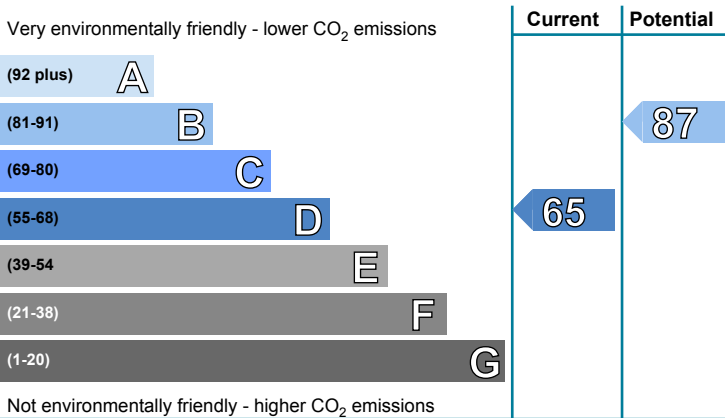 Very environmentally friendly - lower CO2 emissions
Current
Potential
(92 plus) A
(81-91) B
87
(69-80) C
(55-68) D
65
(39-54 E
(21-38) F
(1-20) G
Not environmentally friendly - higher CO2 emissions